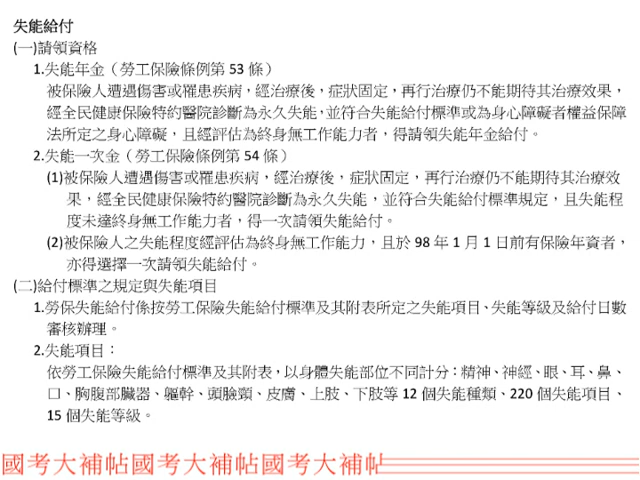 失能給付
(一)請領資格
1.失能年金（勞工保險條例第 53 條）
被保險人遭遇傷害或罹患疾病，經治療後，症狀固定，再行治療仍不能期待其治療效果，
經全民健康保險特約醫院診斷為永久失能，並符合失能給付標準或為身心障礙者權益保障
法所定之身心障礙，且經評估為終身無工作能力者，得請領失能年金給付。
2.失能一次金（勞工保險條例第 54 條）
(1)被保險人遭遇傷害或罹患疾病，經治療後，症狀固定，再行治療仍不能期待其治療效
果，經全民健康保險特約醫院診斷為永久失能，並符合失能給付標準規定，且失能程
度未達終身無工作能力者，得一次請領失能給付。
(2)被保險人之失能程度經評估為終身無工作能力，且於 98 年 1 月 1 日前有保險年資者，
亦得選擇一次請領失能給付。
(二)給付標準之規定與失能項目
1.勞保失能給付係按勞工保險失能給付標準及其附表所定之失能項目、失能等級及給付日數
審核辦理。
2.失能項目：
依勞工保險失能給付標準及其附表，以身體失能部位不同計分：精神、神經、眼、耳、鼻、
口、胸腹部臟器、軀幹、頭臉頸、皮膚、上肢、下肢等 12 個失能種類、220 個失能項目、
15 個失能等級。
國考大補帖國考大補帖國考大補帖